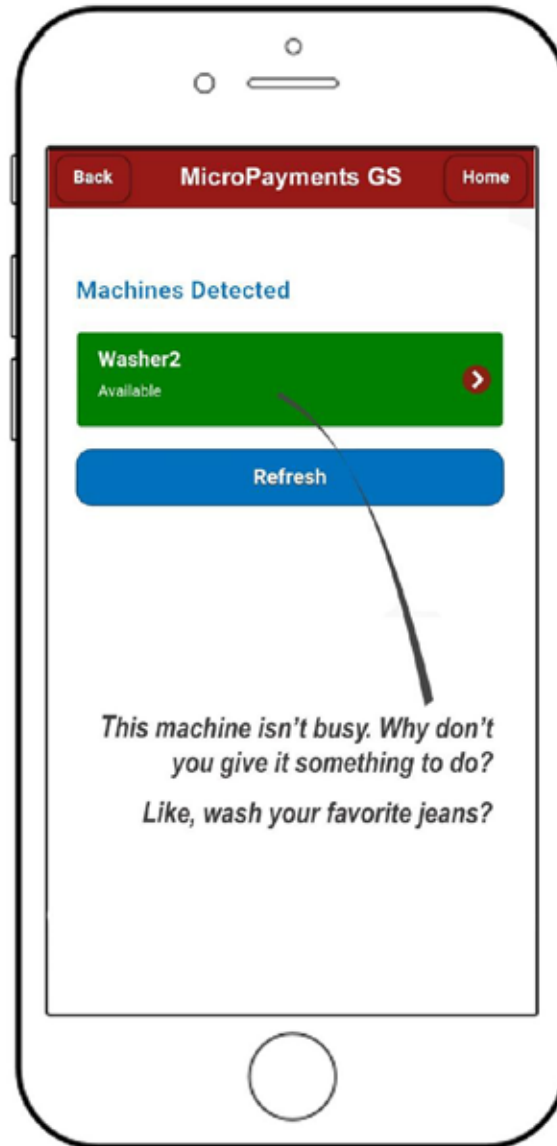 Back MicroPayments GS Home
Machines Detected
Washer2
Available
Refresh
This machine isn't busy. Why don't
you give it something to do?
Like, wash your favorite jeans?